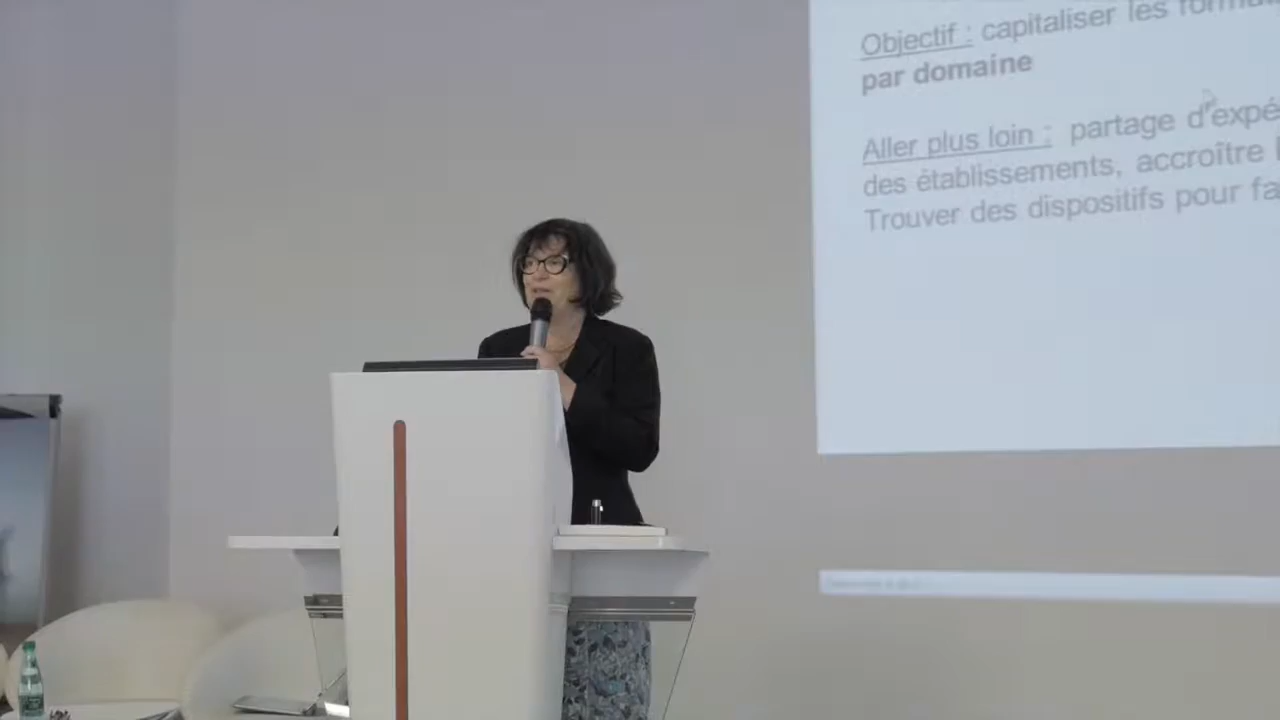 Objectif : capitaliser les
par domaine
Aller plus loin : partage
des établissements, accroître
Trouver des dispositifs pour